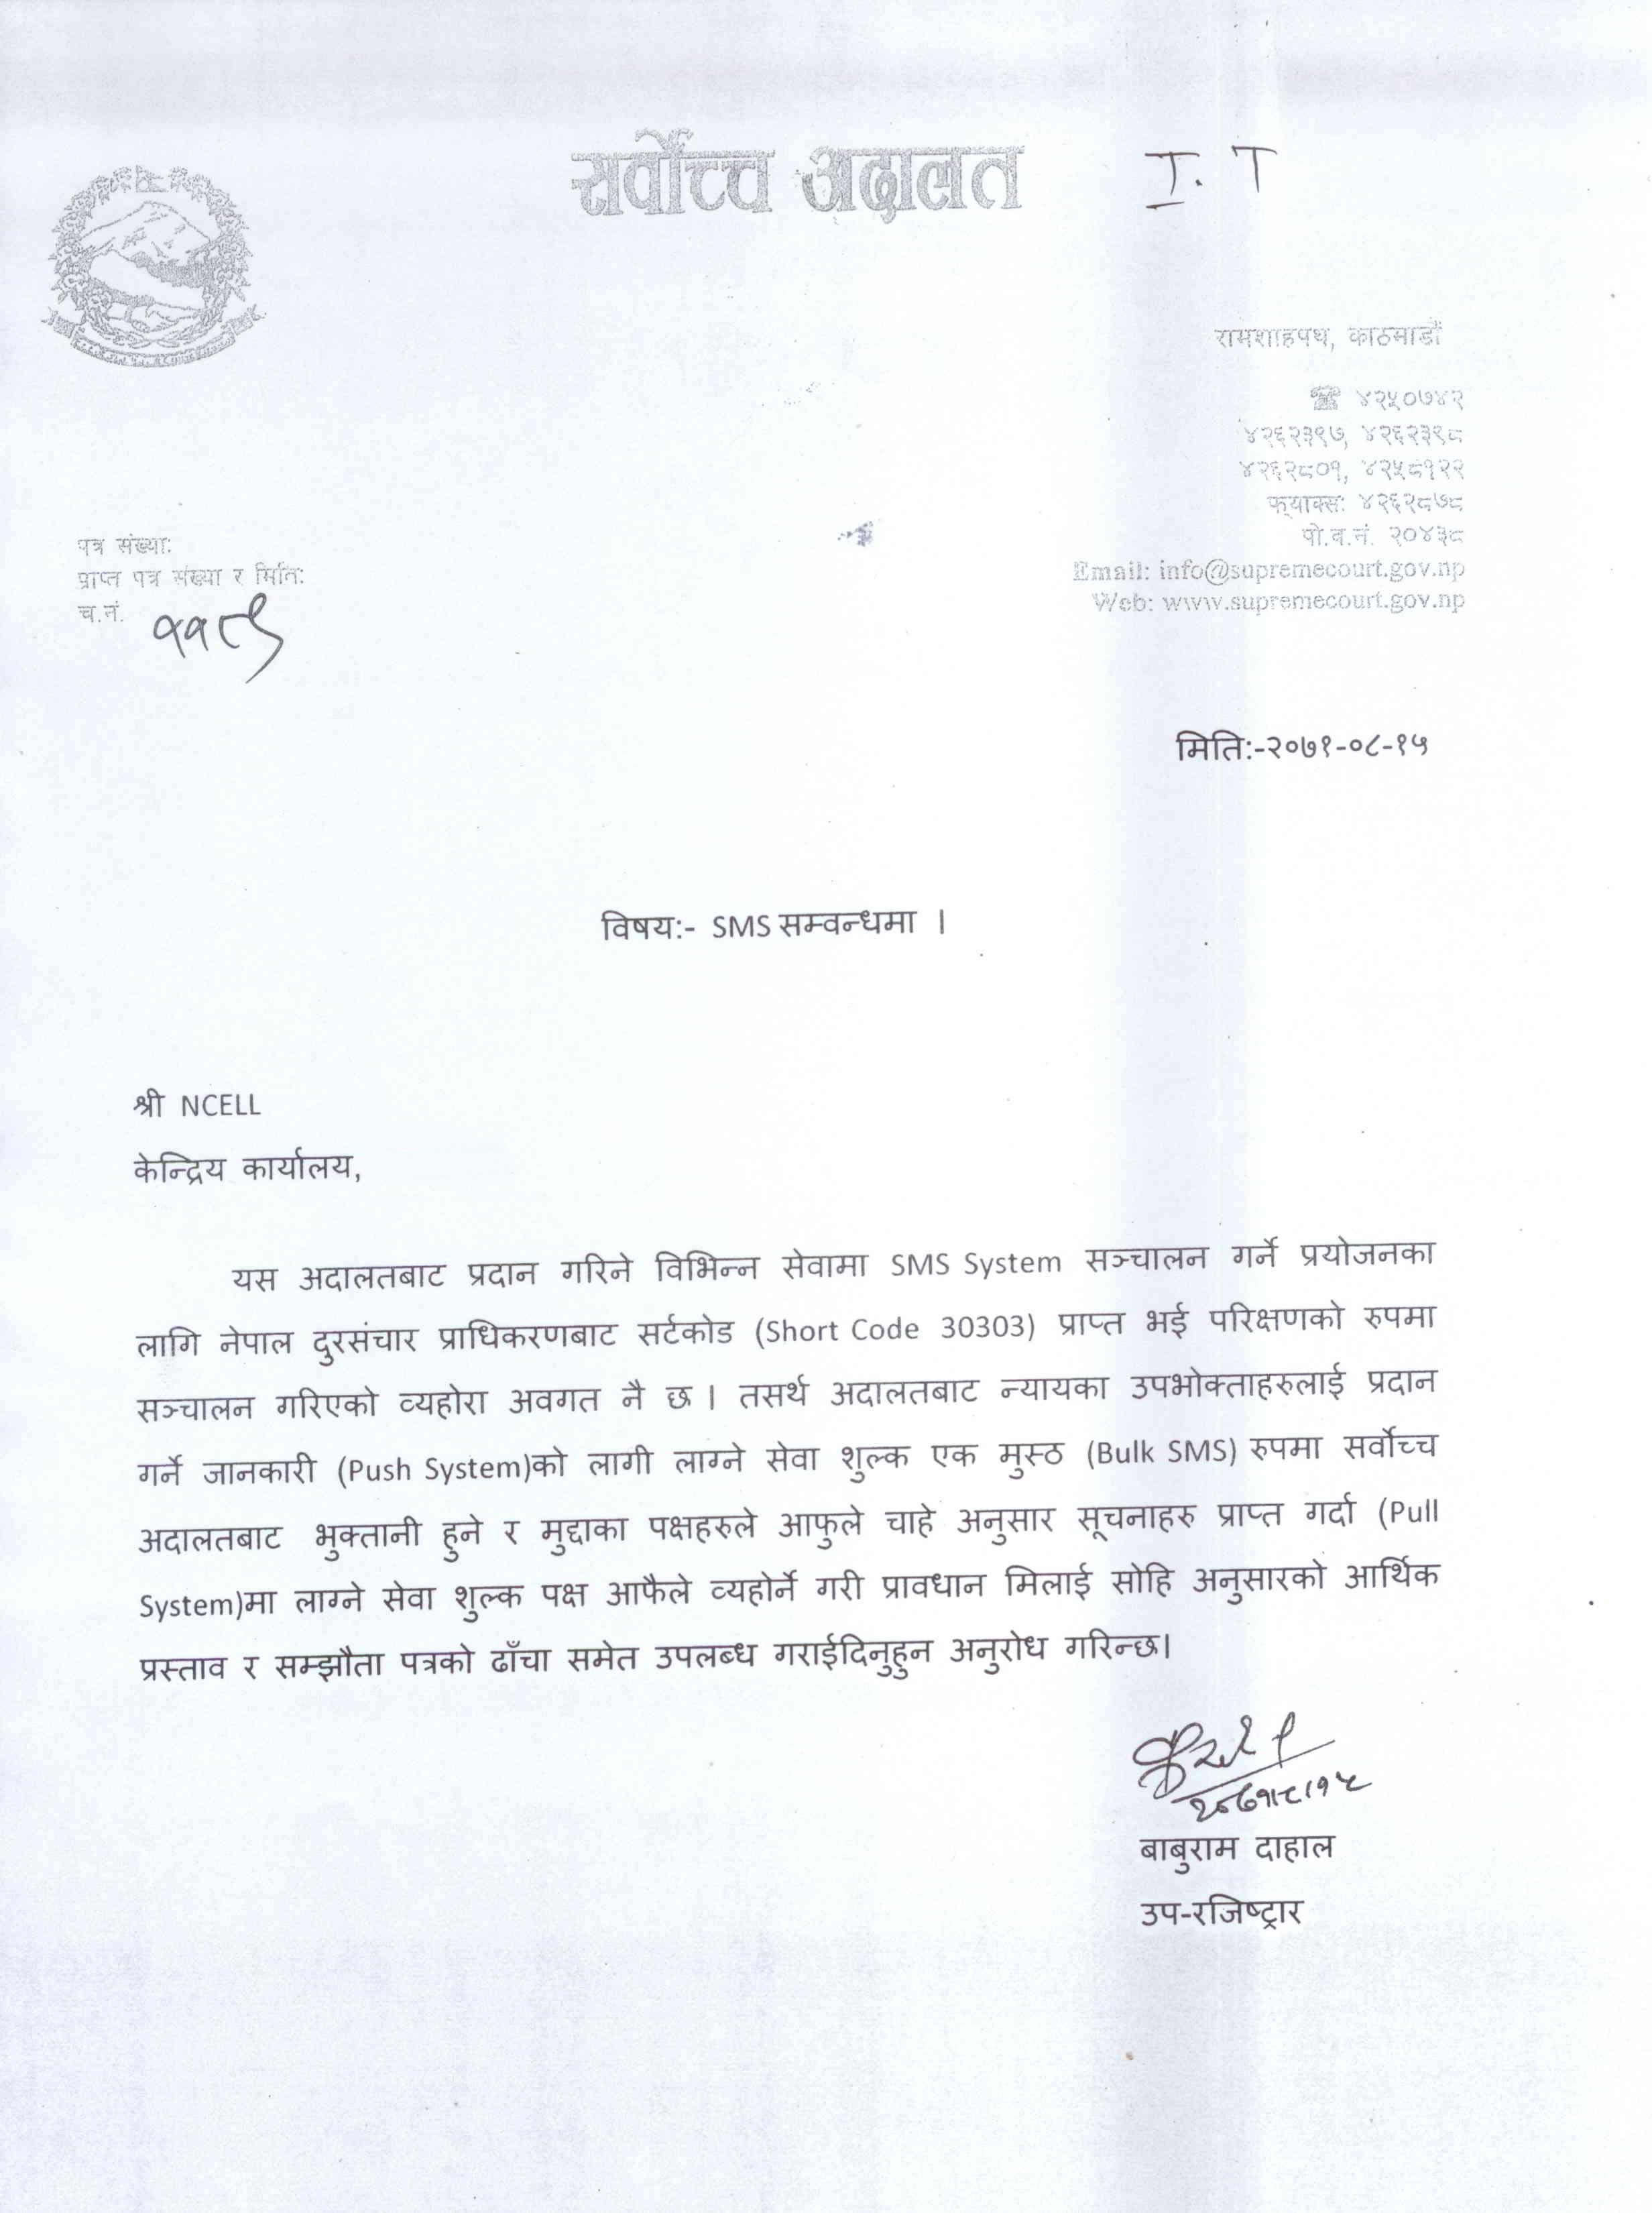 सर्वोच्च अदालत
I. T
रामशाहपथ, काठमाडौं
☎ ४२५०७४२
४२६२३९७, ४२६२३९८
४२६२८०१, ४२५८१२२
फ्याक्स: ४२६२८७८
पो.ब.नं. २०४३८
Email: info@supremecourt.gov.np
Web: www.supremecourt.gov.np
पत्र संख्या:
प्राप्त पत्र संख्या र मिति:
च.नं. ११८९
मिति:-२०७१-०८-१५
विषय:- SMS सम्वन्धमा ।
श्री NCELL
केन्द्रिय कार्यालय,
यस अदालतबाट प्रदान गरिने विभिन्न सेवामा SMS System सञ्चालन गर्ने प्रयोजनका
लागि नेपाल दुरसंचार प्राधिकरणबाट सर्टकोड (Short Code 30303) प्राप्त भई परिक्षणको रुपमा
सञ्चालन गरिएको व्यहोरा अवगत नै छ । तसर्थ अदालतबाट न्यायका उपभोक्ताहरुलाई प्रदान
गर्ने जानकारी (Push System)को लागी लाग्ने सेवा शुल्क एक मुस्ठ (Bulk SMS) रुपमा सर्वोच्च
अदालतबाट भुक्तानी हुने र मुद्दाका पक्षहरुले आफुले चाहे अनुसार सूचनाहरु प्राप्त गर्दा (Pull
System)मा लाग्ने सेवा शुल्क पक्ष आफैले व्यहोर्ने गरी प्रावधान मिलाई सोहि अनुसारको आर्थिक
प्रस्ताव र सम्झौता पत्रको ढाँचा समेत उपलब्ध गराईदिनुहुन अनुरोध गरिन्छ।
२०७१।८।१५
बाबुराम दाहाल
उप-रजिष्ट्रार